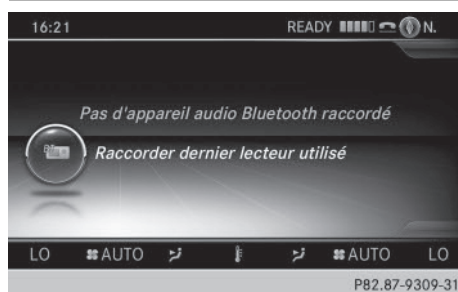 16:21 READY N.
Pas d'appareil audio Bluetooth raccordé
Raccorder dernier lecteur utilisé
LO AUTO AUTO LO
P82.87-9309-31